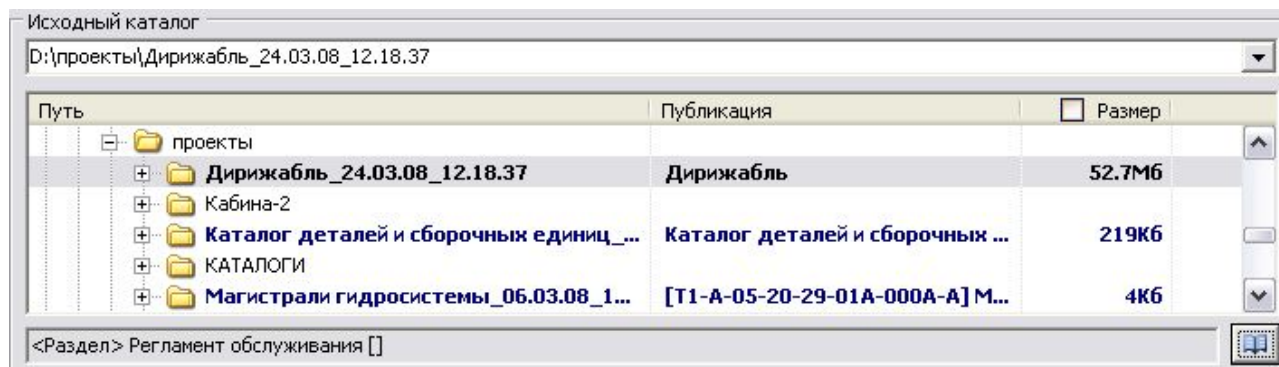 Исходный каталог
D:\проекты\Дирижабль_24.03.08_12.18.37
Путь Публикация Размер
проекты
Дирижабль_24.03.08_12.18.37 Дирижабль 52.7Мб
Кабина-2
Каталог деталей и сборочных единиц_... Каталог деталей и сборочных ... 219Кб
КАТАЛОГИ
Магистрали гидросистемы_06.03.08_1... [T1-A-05-20-29-01A-000A-A] М... 4Кб
<Раздел> Регламент обслуживания []